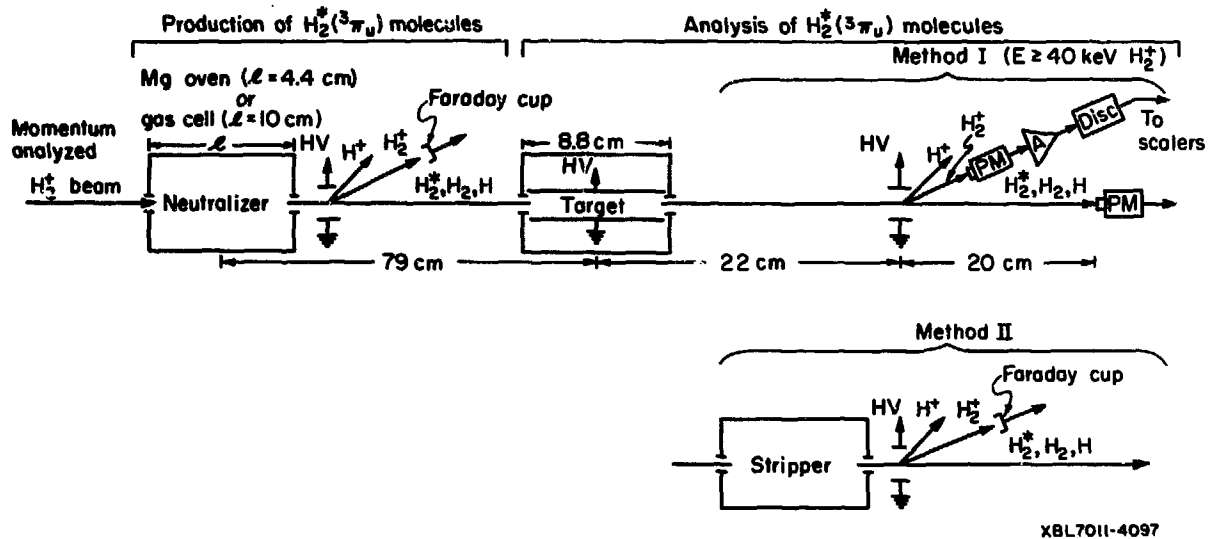 Production of H₂*(³πᵤ) molecules
Analysis of H₂*(³πᵤ) molecules
Method I (E ≥ 40 keV H₂⁺)
Mg oven (ℓ = 4.4 cm)
or
gas cell (ℓ = 10 cm)
Faraday cup
Momentum
analyzed
H₂⁺ beam
ℓ
Neutralizer
HV
H⁺
H₂⁺
H₂*, H₂, H
8.8 cm
HV
Target
HV
H⁺
H₂⁺
PM
A
Disc
To
scalers
H₂*, H₂, H
PM
79 cm
22 cm
20 cm
Method II
Faraday cup
HV
H⁺
H₂⁺
Stripper
H₂*, H₂, H
XBL7011-4097